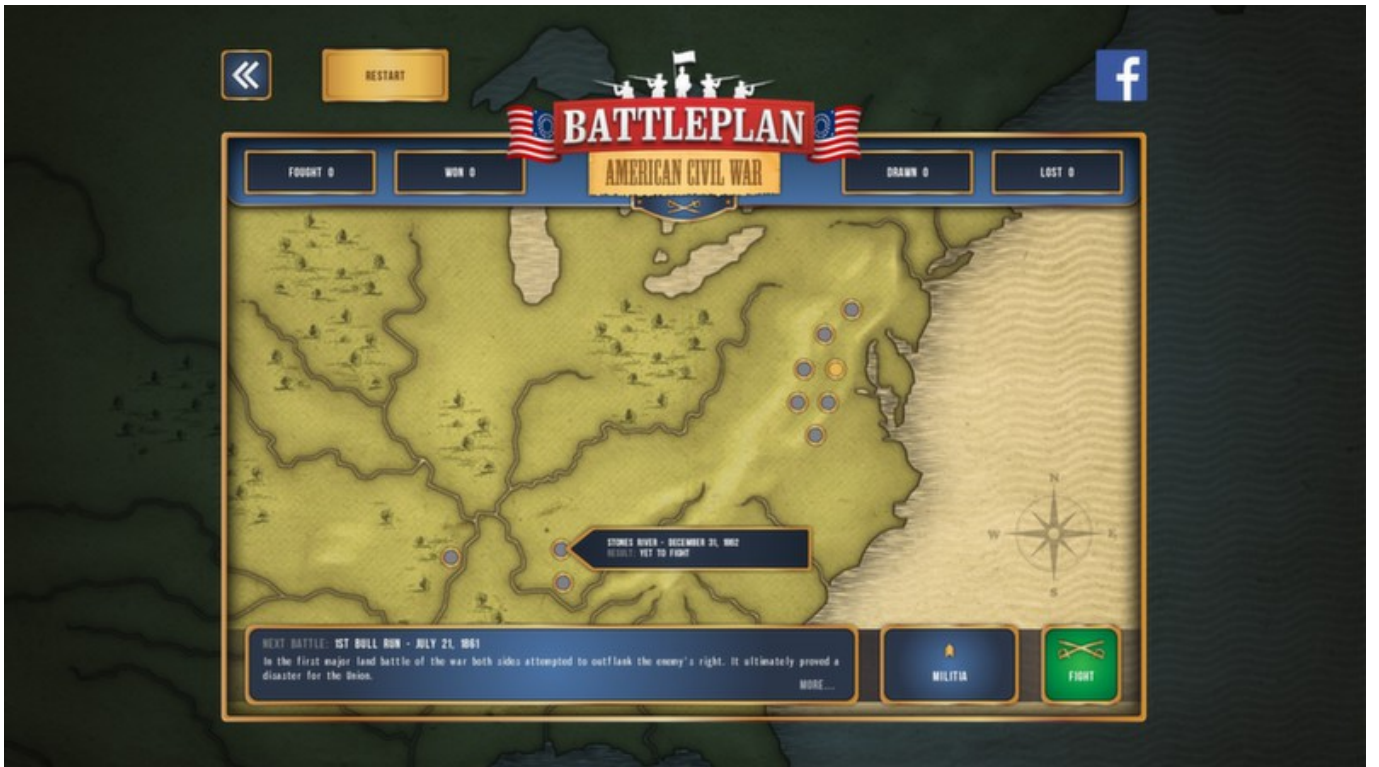 RESTART
f
BATTLEPLAN
AMERICAN CIVIL WAR
FOUGHT 0
WON 0
DRAWN 0
LOST 0
N
W
E
S
STONES RIVER - DECEMBER 31, 1862
RESULT: YET TO FIGHT
NEXT BATTLE: 1ST BULL RUN - JULY 21, 1861
In the first major land battle of the war both sides attempted to outflank the enemy's right. It ultimately proved a
disaster for the Union.
MORE...
MILITIA
FIGHT